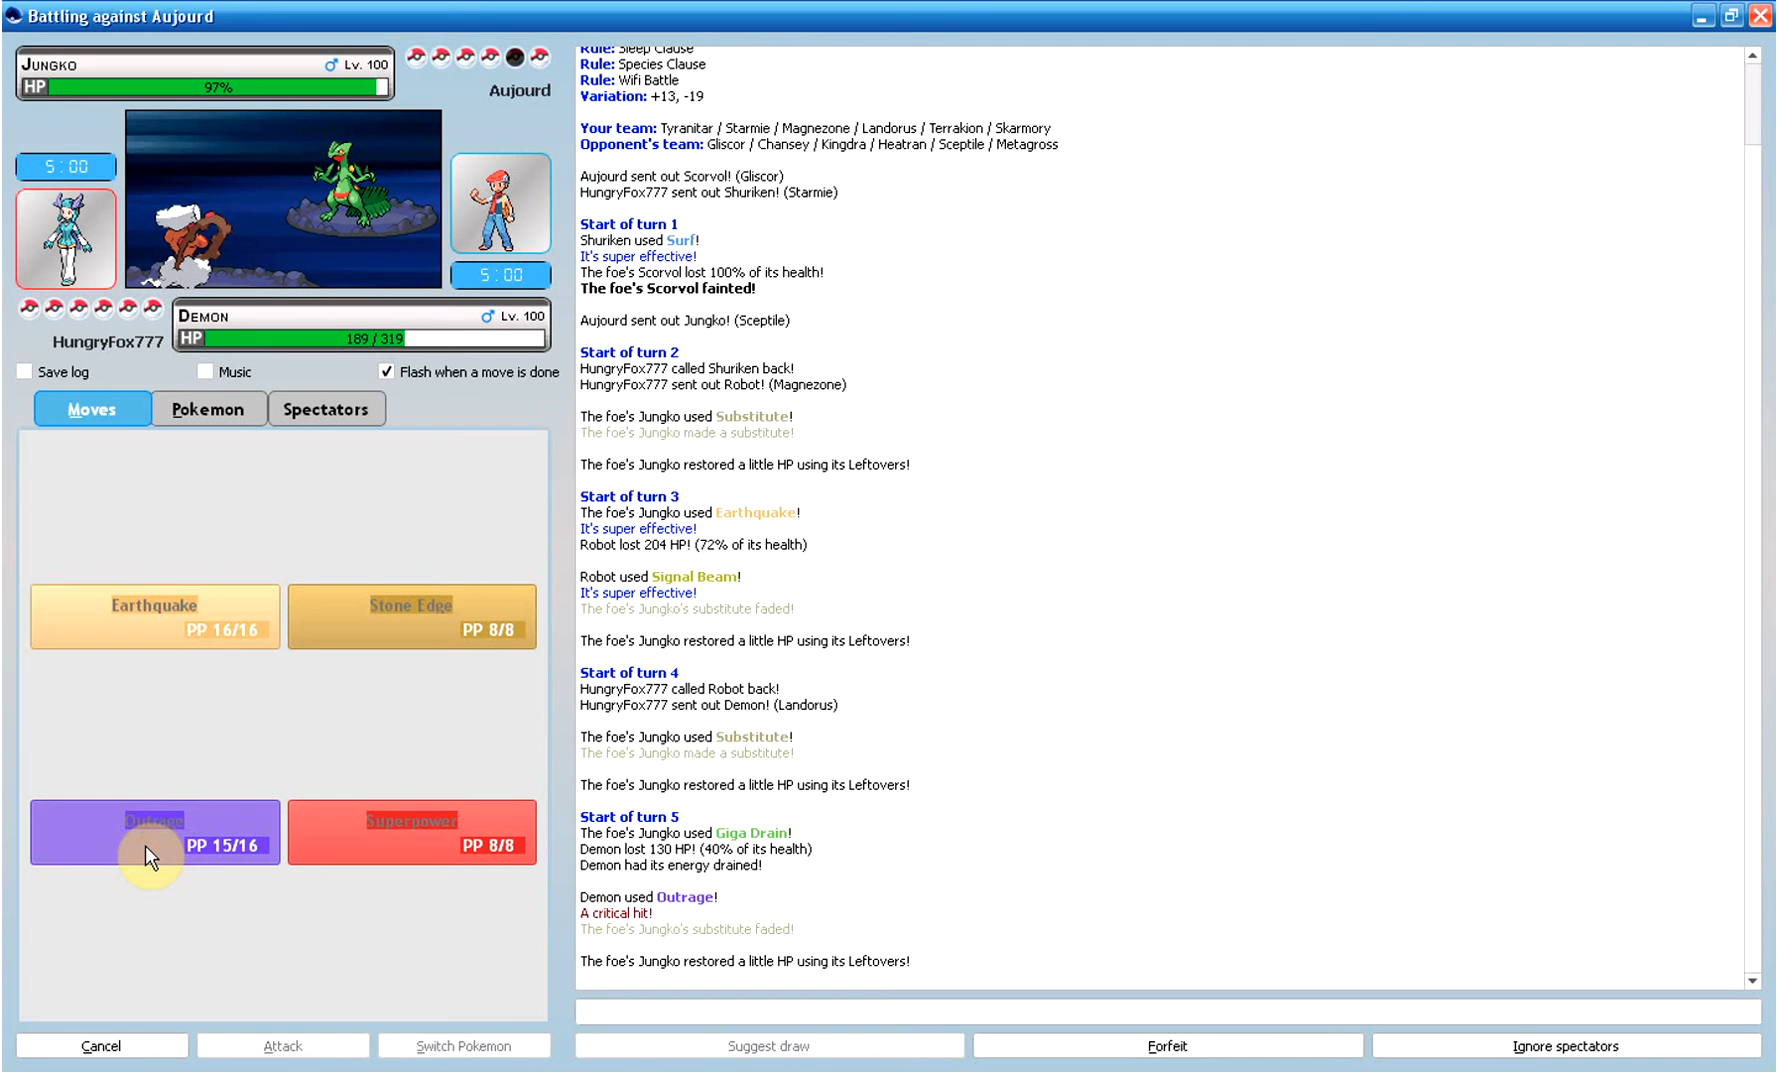 Battling against Aujourd
JUNGKO ♂ Lv. 100
HP 97%
Aujourd
5:00
5:00
HungryFox777
DEMON ♂ Lv. 100
HP 189 / 319
Save log
Music
Flash when a move is done
Moves
Pokemon
Spectators
Earthquake
PP 16/16
Stone Edge
PP 8/8
Outrage
PP 15/16
Superpower
PP 8/8
Cancel
Attack
Switch Pokemon
Rule: Sleep Clause
Rule: Species Clause
Rule: Wifi Battle
Variation: +13, -19
Your team: Tyranitar / Starmie / Magnezone / Landorus / Terrakion / Skarmory
Opponent's team: Gliscor / Chansey / Kingdra / Heatran / Sceptile / Metagross
Aujourd sent out Scorvol! (Gliscor)
HungryFox777 sent out Shuriken! (Starmie)
Start of turn 1
Shuriken used Surf!
It's super effective!
The foe's Scorvol lost 100% of its health!
The foe's Scorvol fainted!
Aujourd sent out Jungko! (Sceptile)
Start of turn 2
HungryFox777 called Shuriken back!
HungryFox777 sent out Robot! (Magnezone)
The foe's Jungko used Substitute!
The foe's Jungko made a substitute!
The foe's Jungko restored a little HP using its Leftovers!
Start of turn 3
The foe's Jungko used Earthquake!
It's super effective!
Robot lost 204 HP! (72% of its health)
Robot used Signal Beam!
It's super effective!
The foe's Jungko's substitute faded!
The foe's Jungko restored a little HP using its Leftovers!
Start of turn 4
HungryFox777 called Robot back!
HungryFox777 sent out Demon! (Landorus)
The foe's Jungko used Substitute!
The foe's Jungko made a substitute!
The foe's Jungko restored a little HP using its Leftovers!
Start of turn 5
The foe's Jungko used Giga Drain!
Demon lost 130 HP! (40% of its health)
Demon had its energy drained!
Demon used Outrage!
A critical hit!
The foe's Jungko's substitute faded!
The foe's Jungko restored a little HP using its Leftovers!
Suggest draw
Forfeit
Ignore spectators